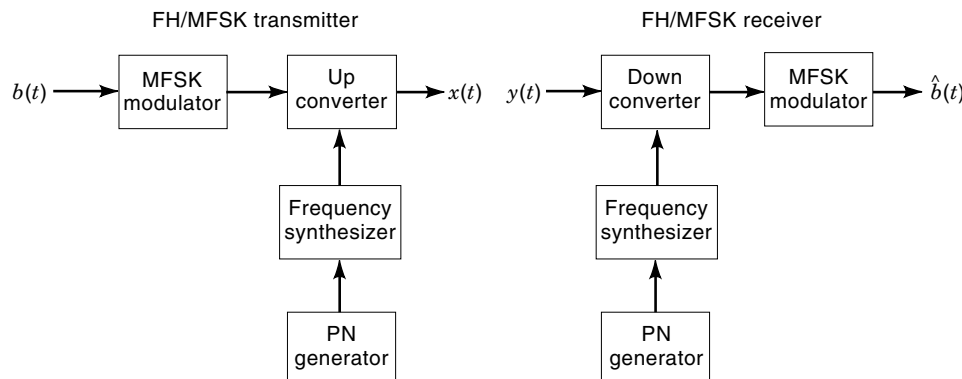 FH/MFSK transmitter
b(t)
MFSK
modulator
Up
converter
x(t)
Frequency
synthesizer
PN
generator
FH/MFSK receiver
y(t)
Down
converter
MFSK
modulator
b̂(t)
Frequency
synthesizer
PN
generator